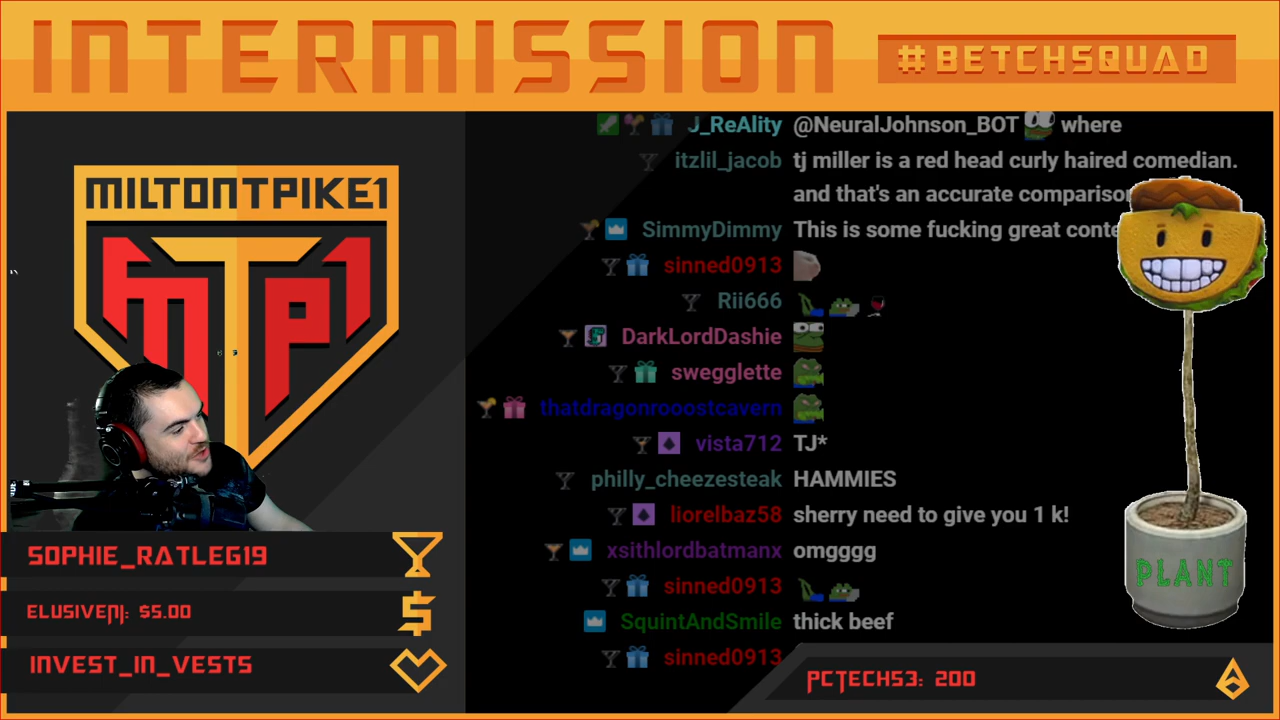 INTERMISSION
#BETCHSQUAD
MILTONTPIKE1
MTP1
J_ReAlity @NeuralJohnson_BOT where
itzlil_jacob tj miller is a red head curly haired comedian.
and that's an accurate comparison
SimmyDimmy This is some fucking great conte
sinned0913
Rii666
DarkLordDashie
swegglette
thatdragonrooostcavern
vista712 TJ*
philly_cheezesteak HAMMIES
liorelbaz58 sherry need to give you 1 k!
xsithlordbatmanx omgggg
sinned0913
SquintAndSmile thick beef
sinned0913
PLANT
SOPHIE_RATLEG19
ELUSIVENJ: $5.00
INVEST_IN_VESTS
PCTECH53: 200